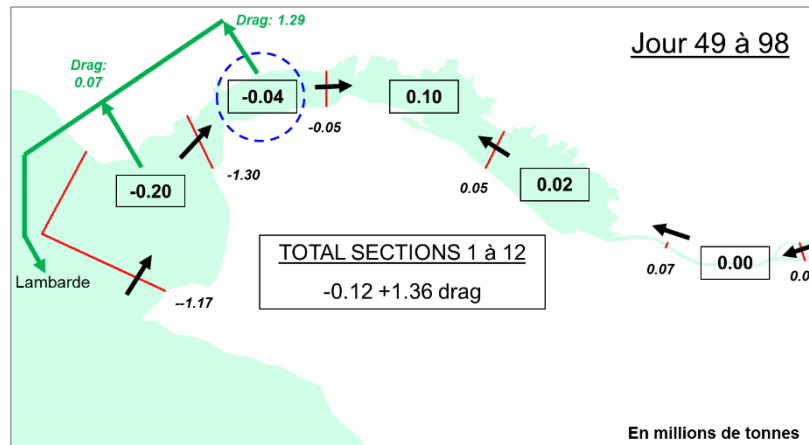 Drag: 1.29
Jour 49 à 98
Drag:
0.07
-0.04
0.10
-0.05
-0.20
-1.30
0.05
0.02
TOTAL SECTIONS 1 à 12
-0.12 +1.36 drag
0.07
0.00
0.0
Lambarde
--1.17
En millions de tonnes